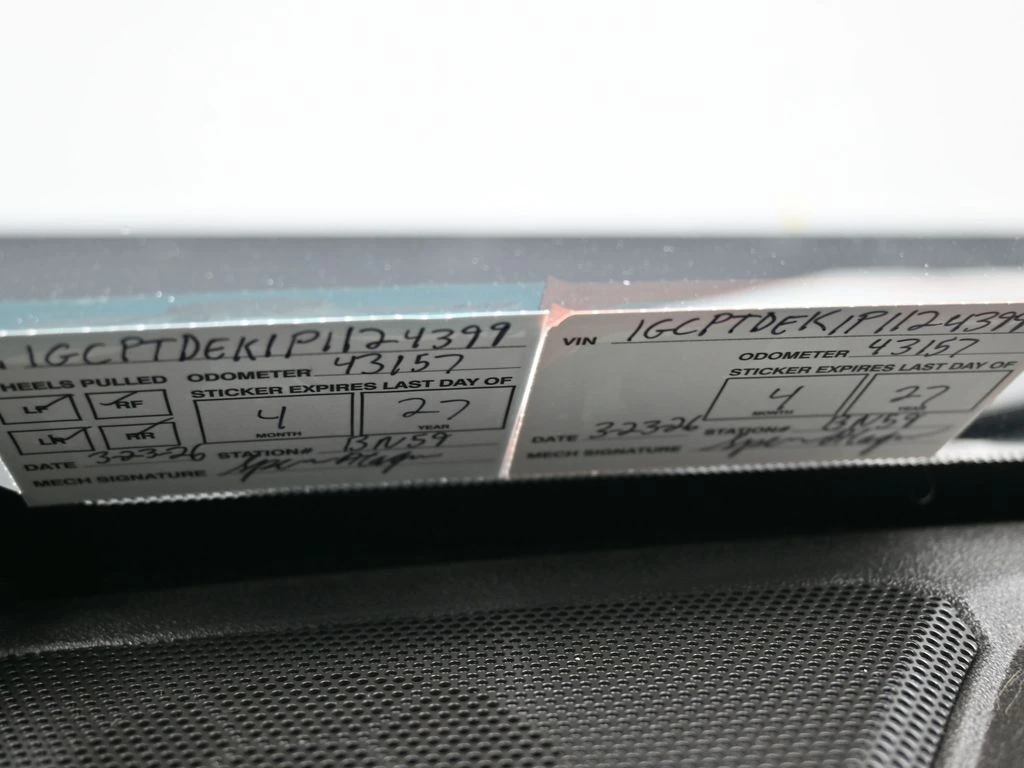 1GCPTDEK1P1124399
HEELS PULLED
ODOMETER 43157
STICKER EXPIRES LAST DAY OF
LF RF
LR RR
4 MONTH
27 YEAR
DATE 3-23-26 STATION# BN59
MECH SIGNATURE
VIN 1GCPTDEK1P1124399
ODOMETER 43157
STICKER EXPIRES LAST DAY OF
4 MONTH
27 YEAR
DATE 3-23-26 STATION# BN59
MECH SIGNATURE